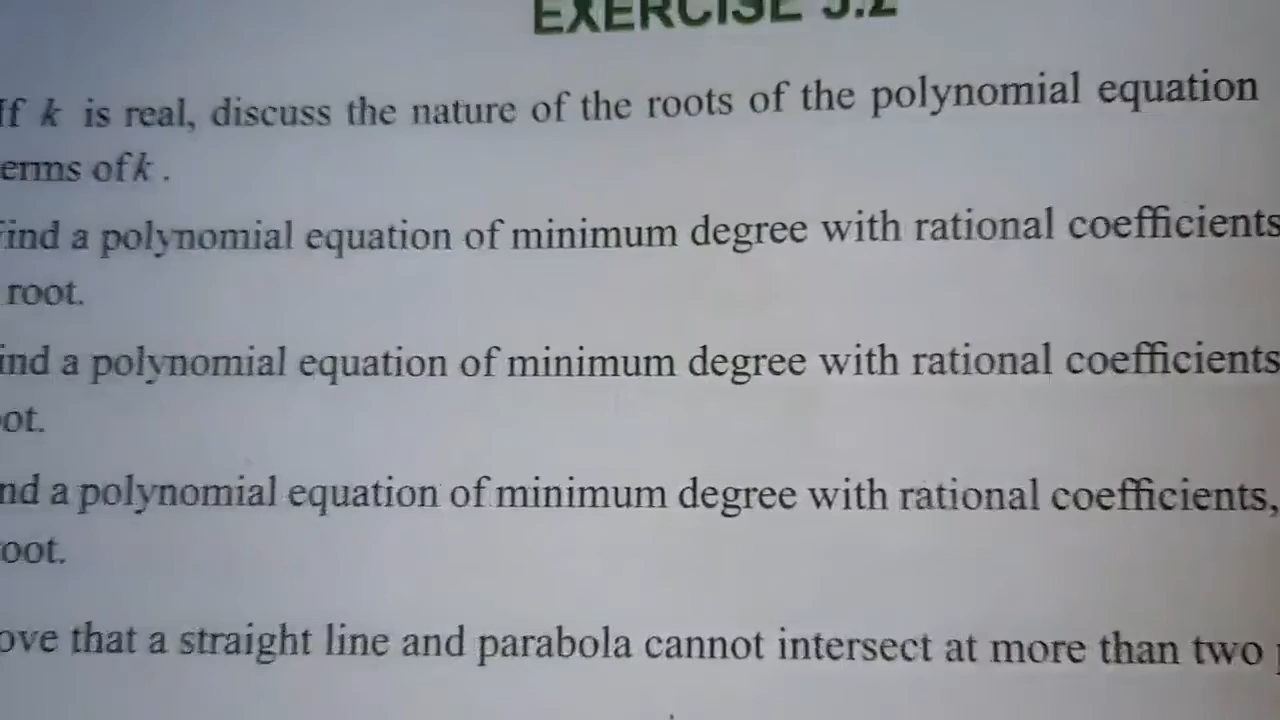 EXERCISE 3.2
If k is real, discuss the nature of the roots of the polynomial equation
erms of k .
ind a polynomial equation of minimum degree with rational coefficients
root.
ind a polynomial equation of minimum degree with rational coefficients
ot.
nd a polynomial equation of minimum degree with rational coefficients,
oot.
ove that a straight line and parabola cannot intersect at more than two